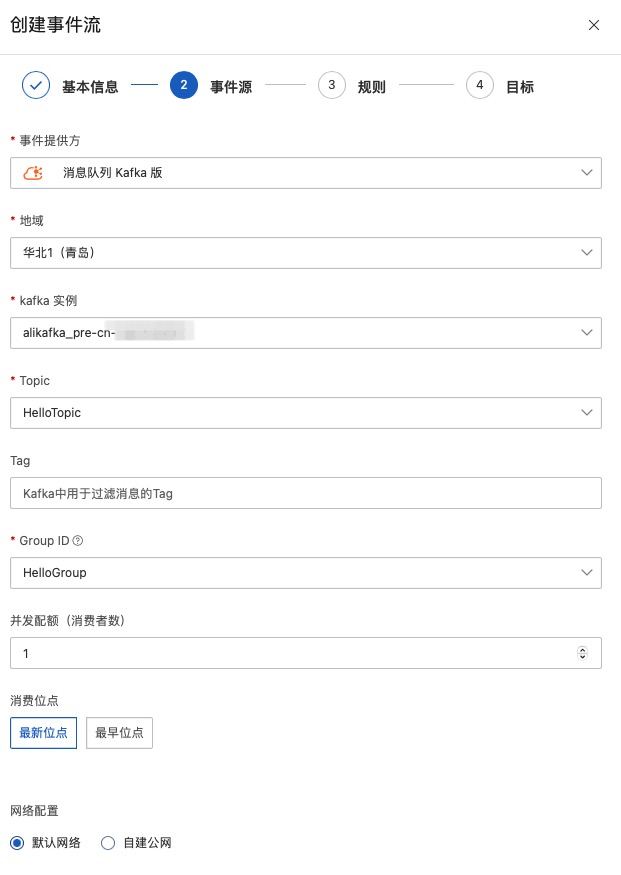 创建事件流
基本信息 2 事件源 3 规则 4 目标
* 事件提供方
消息队列 Kafka 版
* 地域
华北1（青岛）
* kafka 实例
alikafka_pre-cn-
* Topic
HelloTopic
Tag
Kafka中用于过滤消息的Tag
* Group ID ?
HelloGroup
并发配额（消费者数）
1
消费位点
最新位点 最早位点
网络配置
默认网络 自建公网